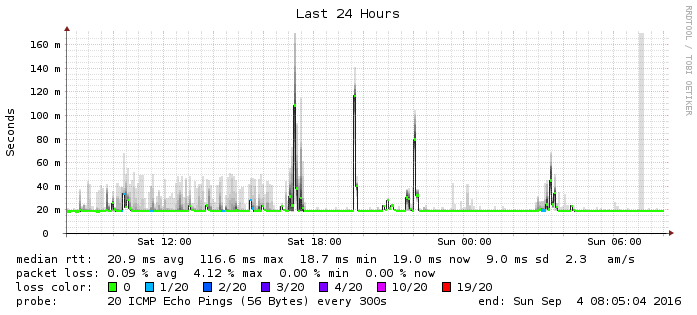 Last 24 Hours
RRDTOOL / TOBI OETIKER
Seconds
160 m
140 m
120 m
100 m
80 m
60 m
40 m
20 m
0
Sat 12:00 Sat 18:00 Sun 00:00 Sun 06:00
median rtt: 20.9 ms avg 116.6 ms max 18.7 ms min 19.0 ms now 9.0 ms sd 2.3 am/s
packet loss: 0.09 % avg 4.12 % max 0.00 % min 0.00 % now
loss color: 0 1/20 2/20 3/20 4/20 10/20 19/20
probe: 20 ICMP Echo Pings (56 Bytes) every 300s end: Sun Sep 4 08:05:04 2016